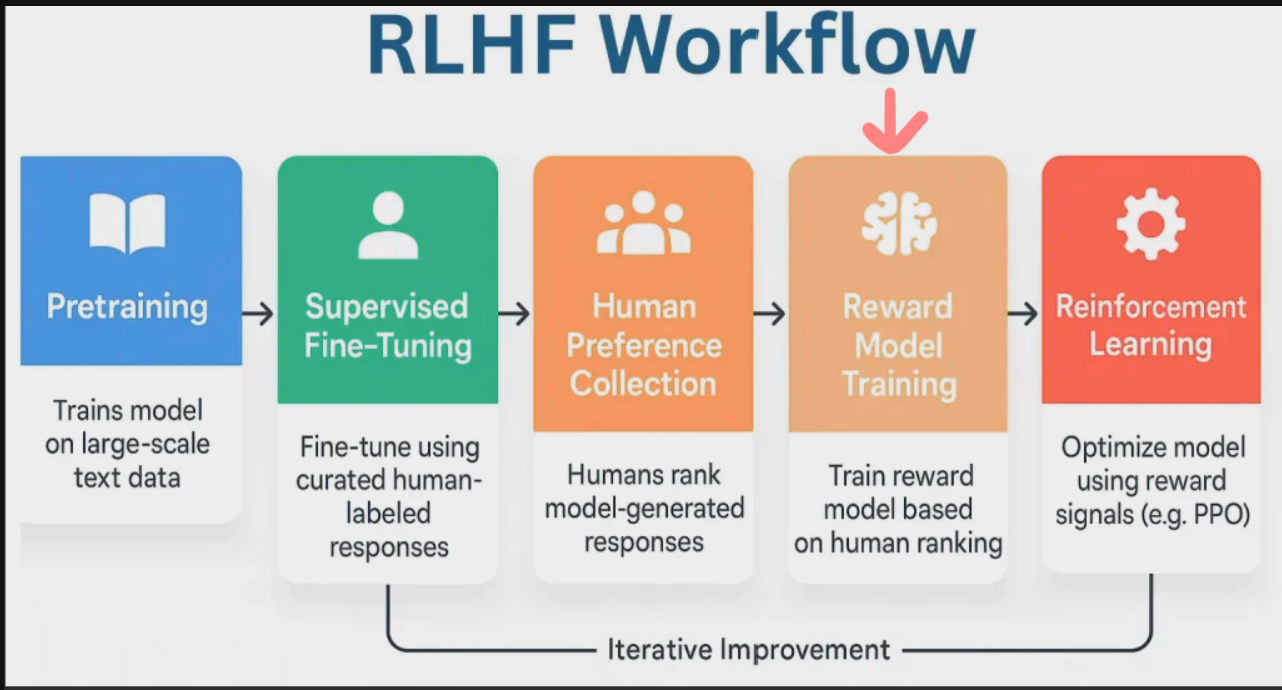 RLHF Workflow
Pretraining
Trains model
on large-scale
text data
Supervised
Fine-Tuning
Fine-tune using
curated human-
labeled
responses
Human
Preference
Collection
Humans rank
model-generated
responses
Reward
Model
Training
Train reward
model based
on human ranking
Reinforcement
Learning
Optimize model
using reward
signals (e.g. PPO)
Iterative Improvement